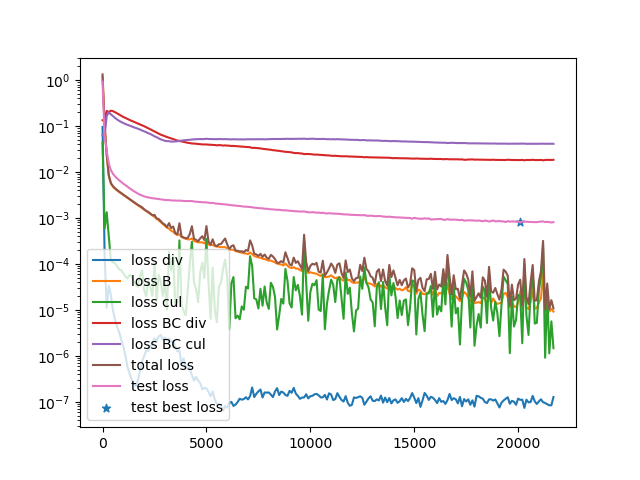 10⁰
10⁻¹
10⁻²
10⁻³
10⁻⁴
10⁻⁵
10⁻⁶
10⁻⁷
loss div
loss B
loss cul
loss BC div
loss BC cul
total loss
test loss
test best loss
0 5000 10000 15000 20000